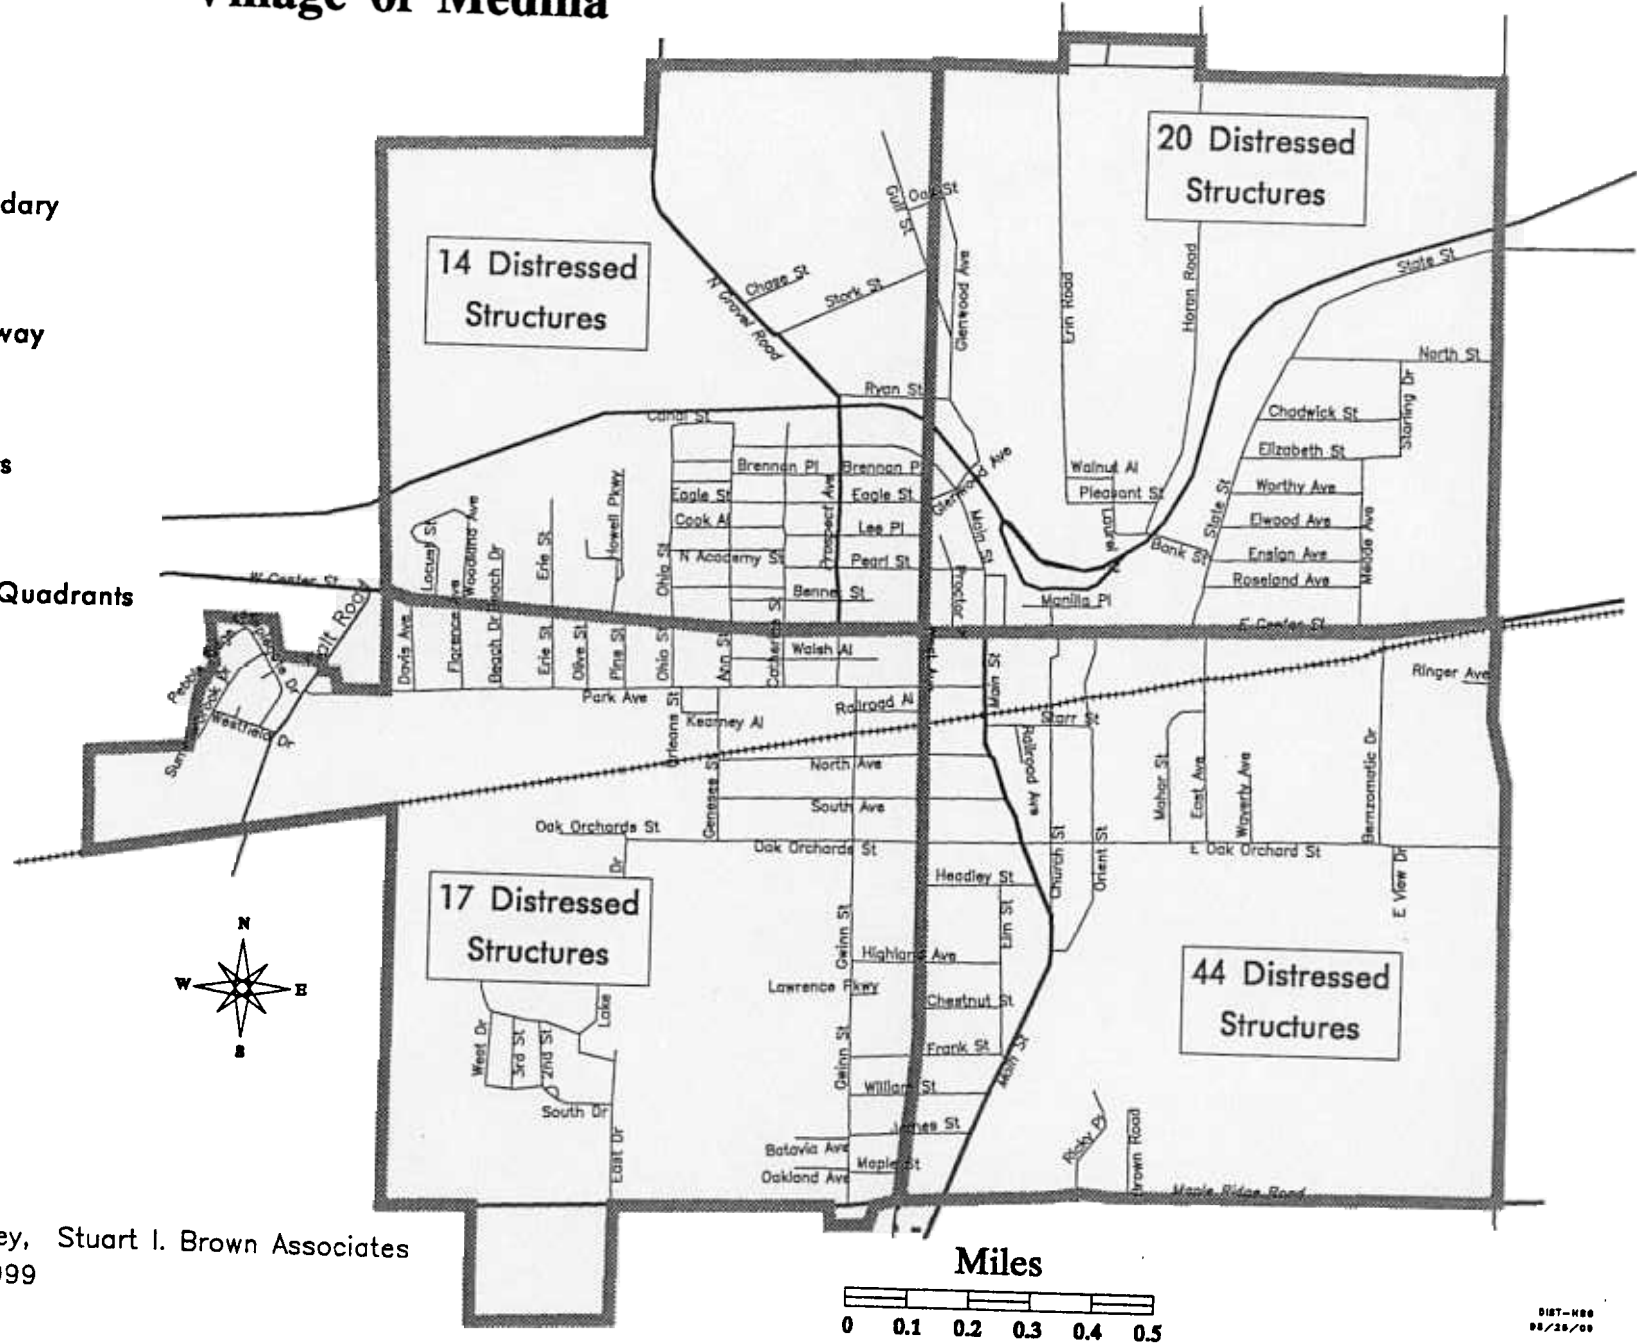 Village of Medina
dary
way
s
Quadrants
20 Distressed
Structures
14 Distressed
Structures
Gulf St
Oak St
Chase St
Stork St
N Gravel Road
Glenwood Ave
Erin Road
Horan Road
State St
North St
Starling Dr
Chadwick St
Elizabeth St
Worthy Ave
Elwood Ave
Ensign Ave
Roseland Ave
State St
Ryan St
Canal St
Brennan Pl
Brennan P
Eagle St
Eagle St
Cook Al
Lee Pl
N Academy St
Pearl St
Bennet St
Prospect Ave
Glenwood Ave
Main St
Proctor
Walnut Al
Pleasant St
Laurel
Bank St
Manilla Pl
E Center St
Locust St
Woodland Ave
Beach Dr
Erie St
Howell Pkwy
Ohio St
W Center St
Davis Ave
Florence Ave
Beach Dr
Erie St
Olive St
Pine St
Ohio St
Ann St
Catherine St
Walsh Al
Main St
Ringer Ave
Westfield Dr
Park Ave
Orleans St
Kearney Al
Railroad Al
Starr St
Railroad Ave
North Ave
South Ave
Genesee St
Mahar St
East Ave
Waverly Ave
Bernzomatic Dr
Oak Orchards St
Oak Orchards St
E Oak Orchard St
Dr
Headley St
Church St
Orient St
E View Dr
17 Distressed
Structures
Gwinn St
Elm St
Highland Ave
Lawrence Pkwy
Chestnut St
44 Distressed
Structures
N
W
E
S
West Dr
3rd St
2nd St
Lake
South Dr
East Dr
Gwinn St
Frank St
Main St
William St
James St
Batavia Ave
Maple St
Oakland Ave
Ricky Pl
Brown Road
Maple Ridge Road
ey, Stuart I. Brown Associates
999
Miles
0 0.1 0.2 0.3 0.4 0.5